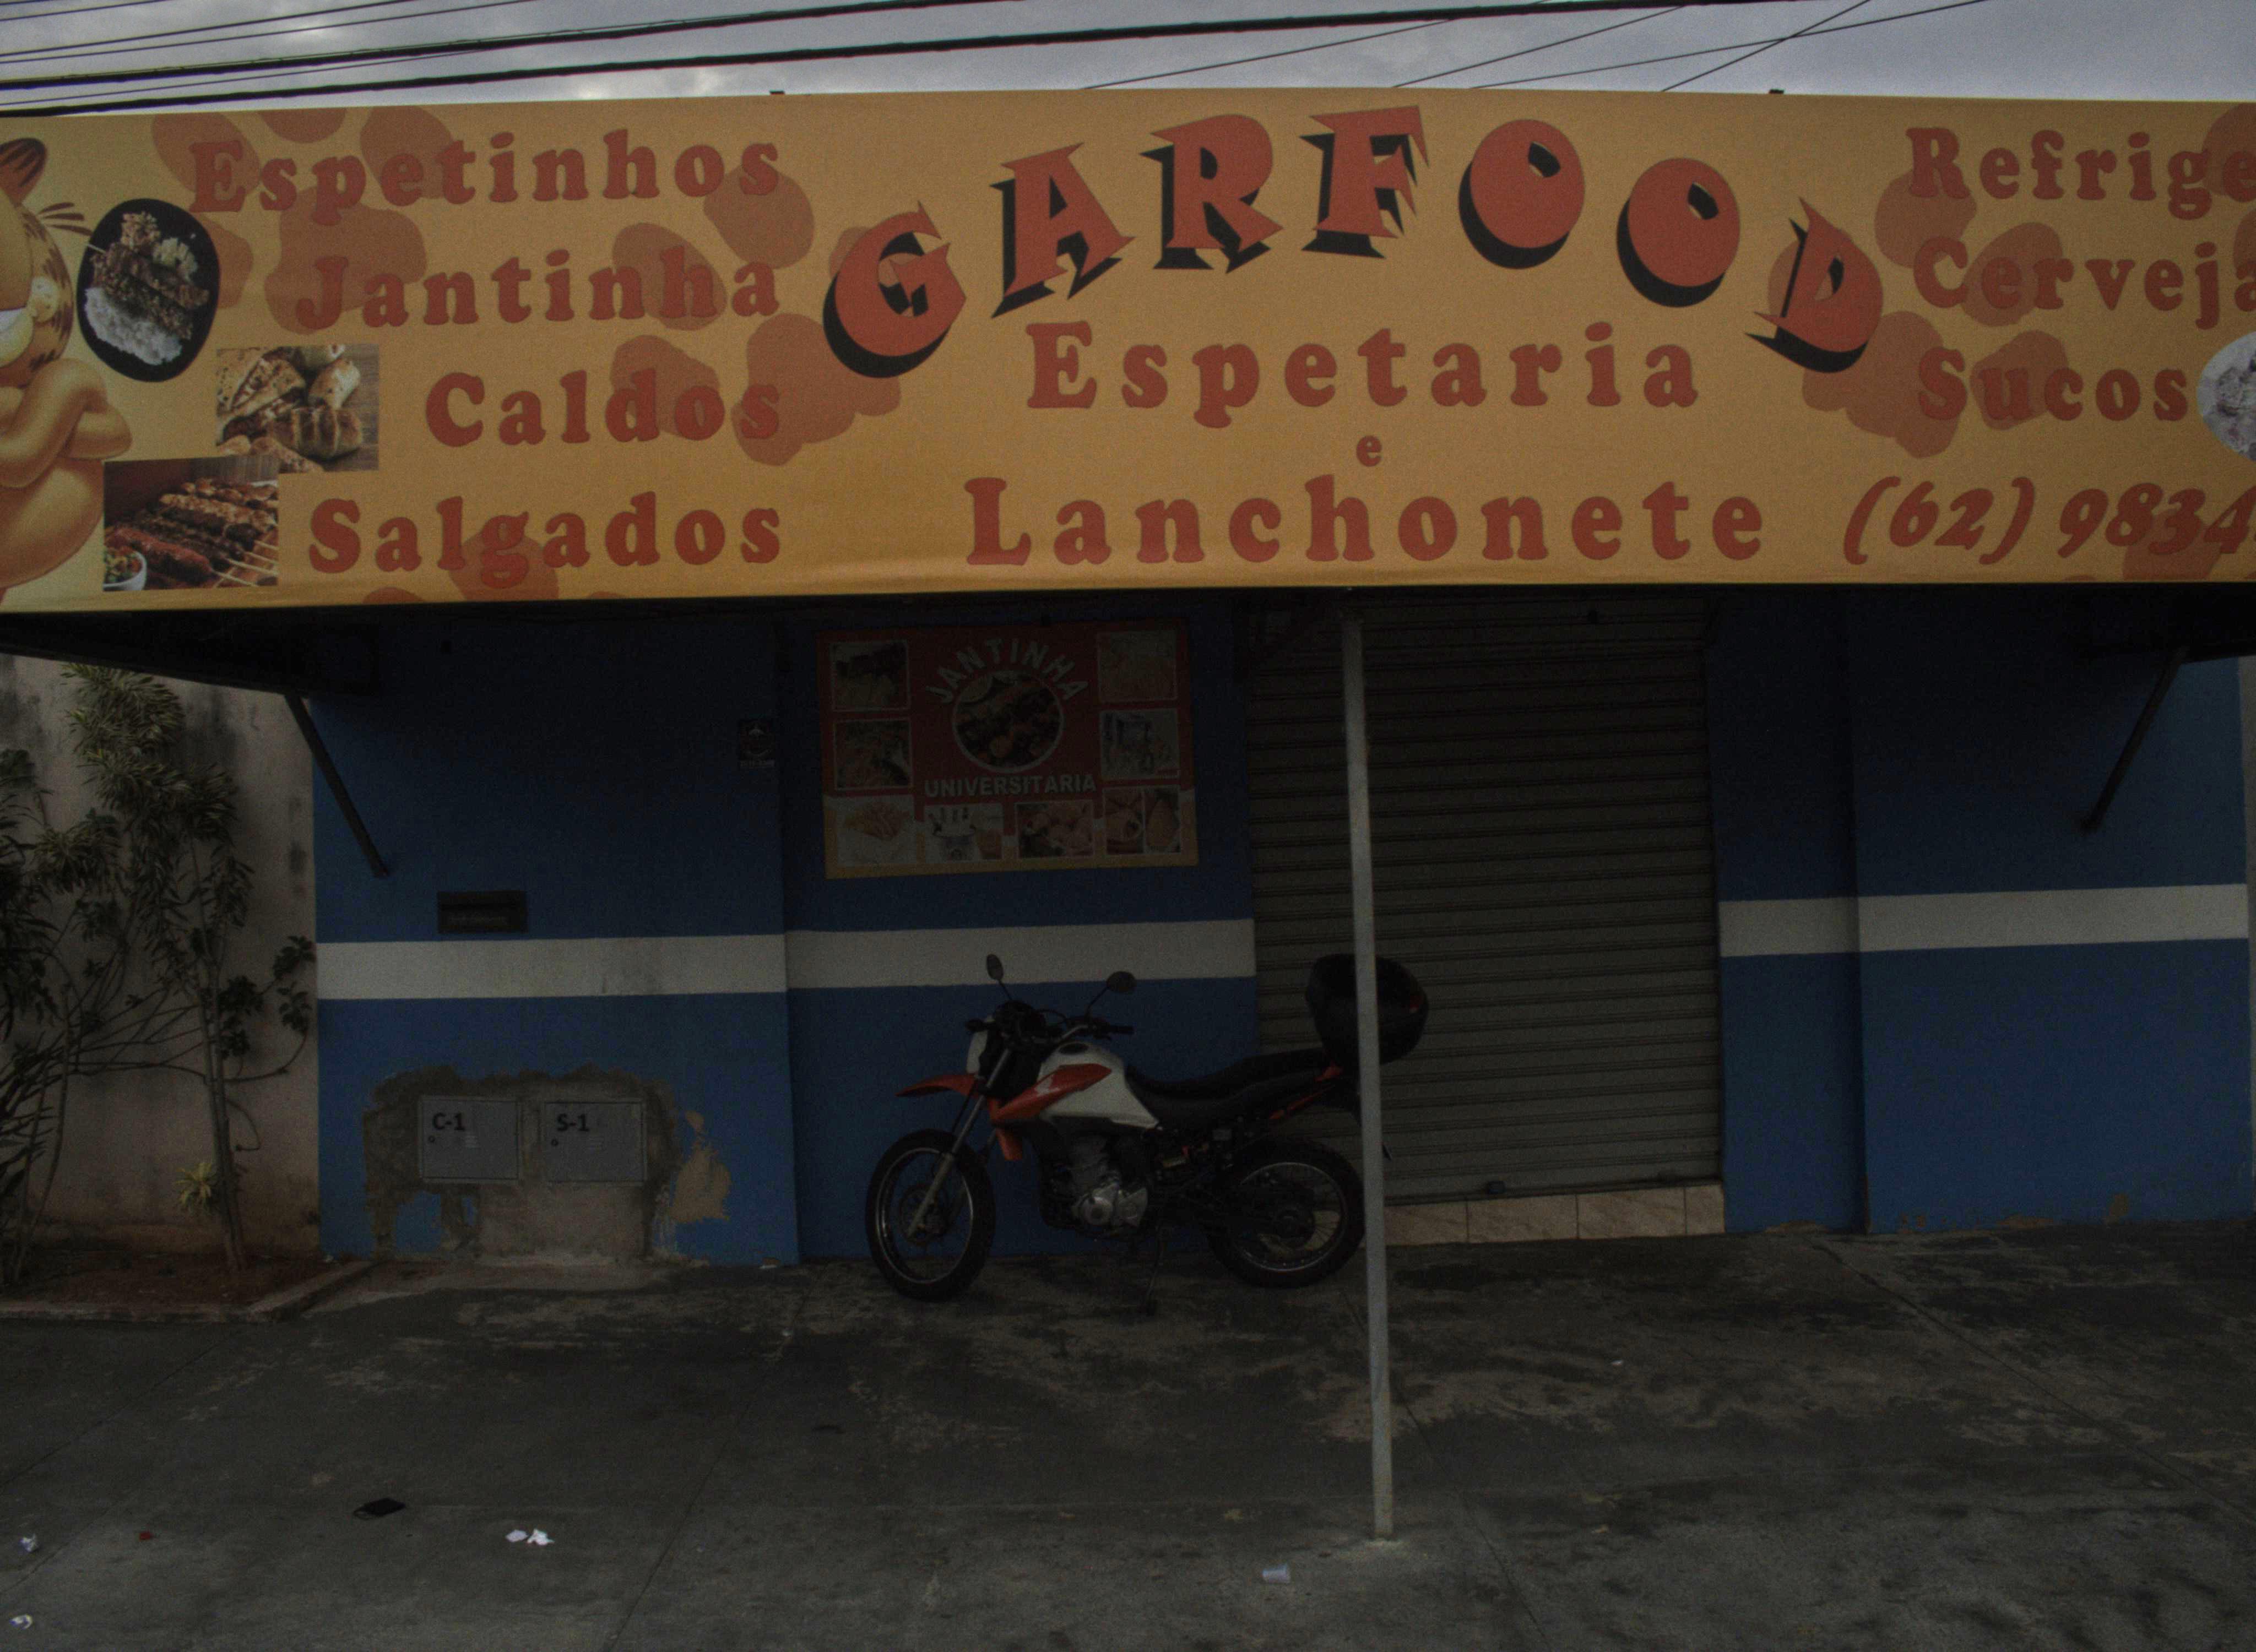 Espetinhos
Jantinha
Caldos
Salgados
GARFOOD
Espetaria
e
Lanchonete
Refrige
Cerveja
Sucos
(62) 9834
JANTINHA
UNIVERSITARIA
C-1
S-1